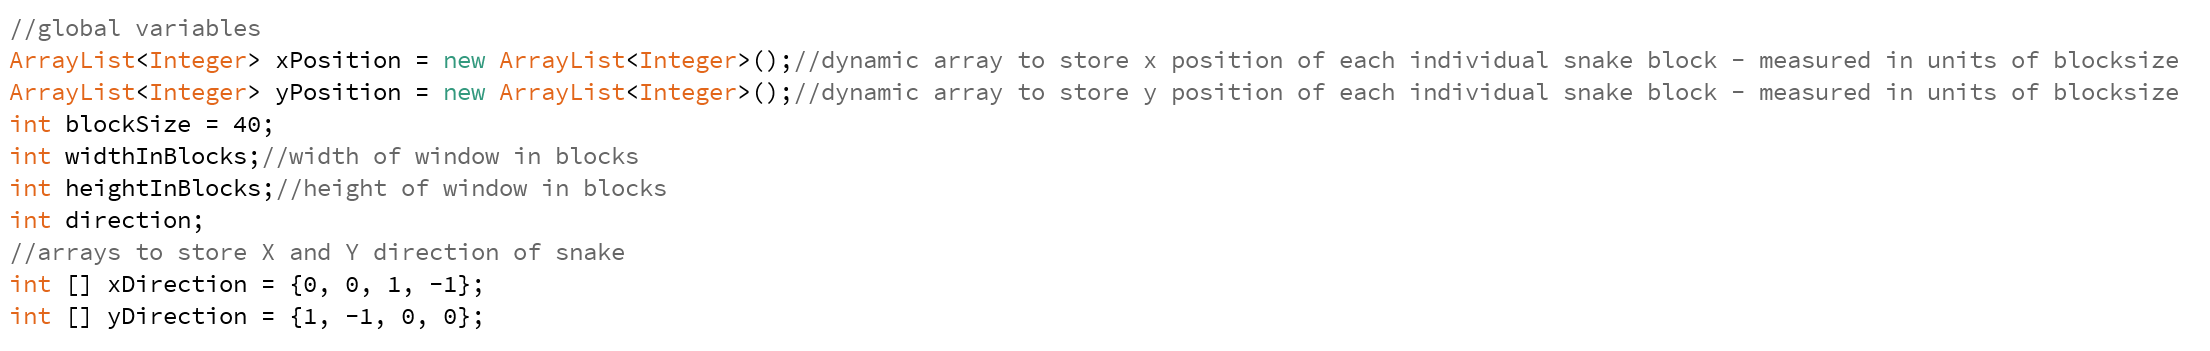 //global variables
ArrayList<Integer> xPosition = new ArrayList<Integer>();//dynamic array to store x position of each individual snake block - measured in units of blocksize
ArrayList<Integer> yPosition = new ArrayList<Integer>();//dynamic array to store y position of each individual snake block - measured in units of blocksize
int blockSize = 40;
int widthInBlocks;//width of window in blocks
int heightInBlocks;//height of window in blocks
int direction;
//arrays to store X and Y direction of snake
int [] xDirection = {0, 0, 1, -1};
int [] yDirection = {1, -1, 0, 0};